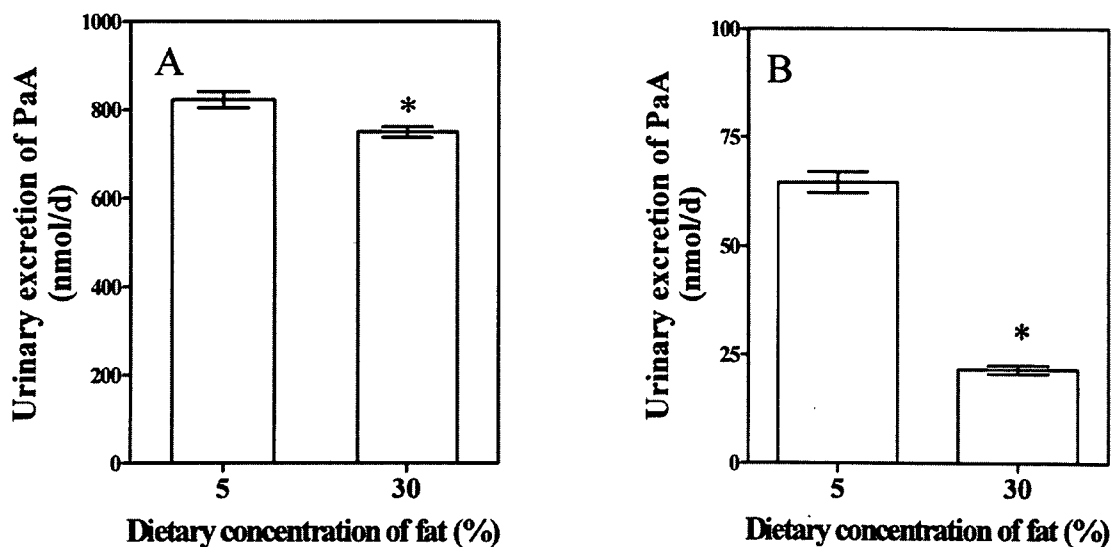 A
Urinary excretion of PaA
(nmol/d)
1000
800
600
400
200
0
*
5
30
Dietary concentration of fat (%)
B
Urinary excretion of PaA
(nmol/d)
100
75
50
25
0
*
5
30
Dietary concentration of fat (%)